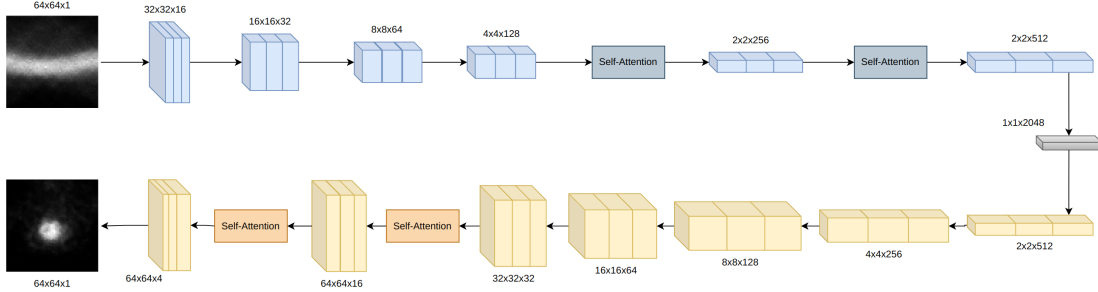 64x64x1
32x32x16
16x16x32
8x8x64
4x4x128
Self-Attention
2x2x256
Self-Attention
2x2x512
1x1x2048
2x2x512
4x4x256
8x8x128
16x16x64
32x32x32
Self-Attention
64x64x16
Self-Attention
64x64x4
64x64x1